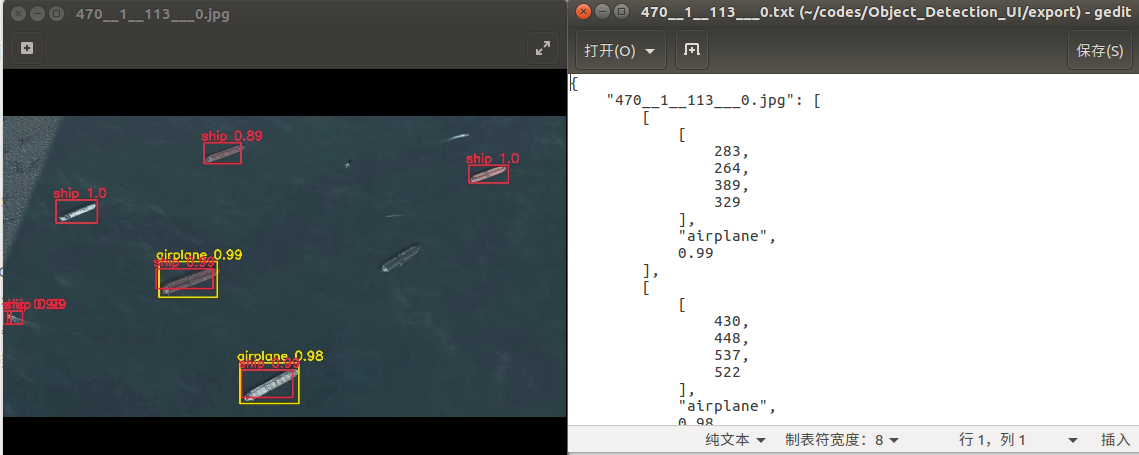 470__1__113___0.jpg
ship 0.89
ship 1.0
ship 1.0
airplane 0.99
ship 0.99
airplane 0.98
ship 0.99
470__1__113___0.txt (~/codes/Object_Detection_UI/export) - gedit
打开(O)
保存(S)
{
"470__1__113___0.jpg": [
[
[
283,
264,
389,
329
],
"airplane",
0.99
],
[
[
430,
448,
537,
522
],
"airplane",
0.98
纯文本 制表符宽度：8 行 1，列 1 插入